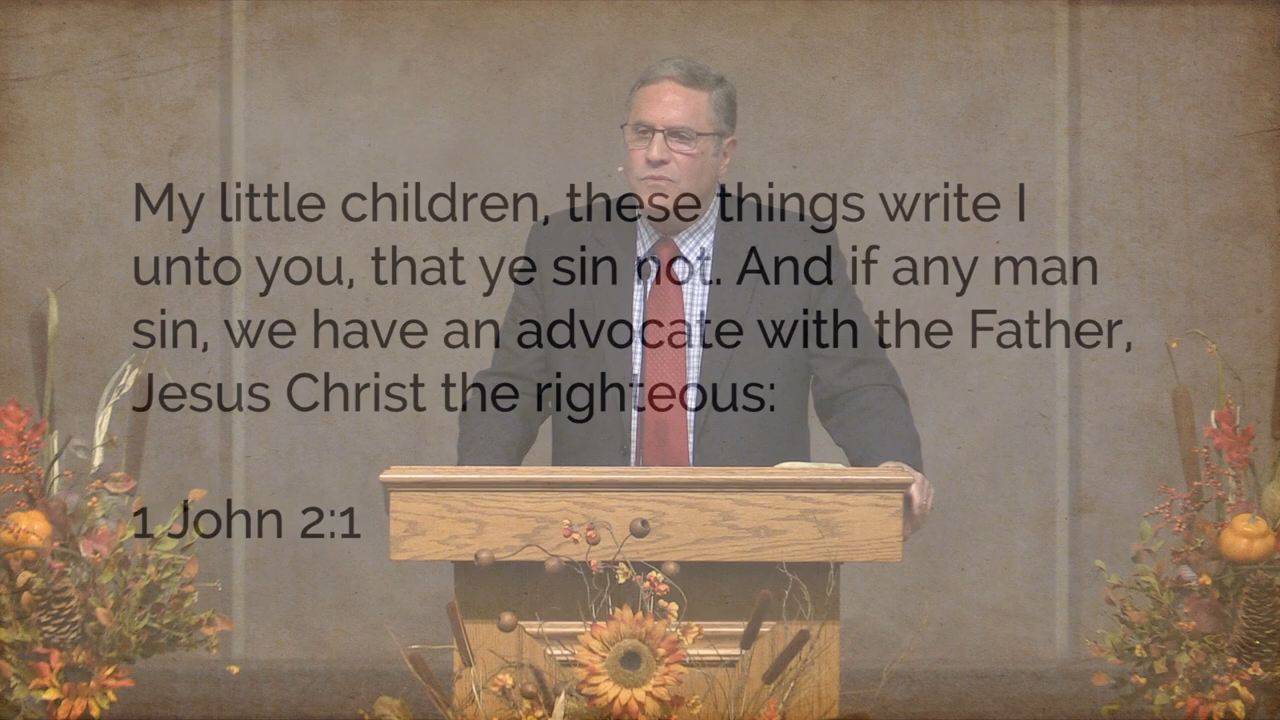 My little children, these things write I
unto you, that ye sin not. And if any man
sin, we have an advocate with the Father,
Jesus Christ the righteous:
1 John 2:1